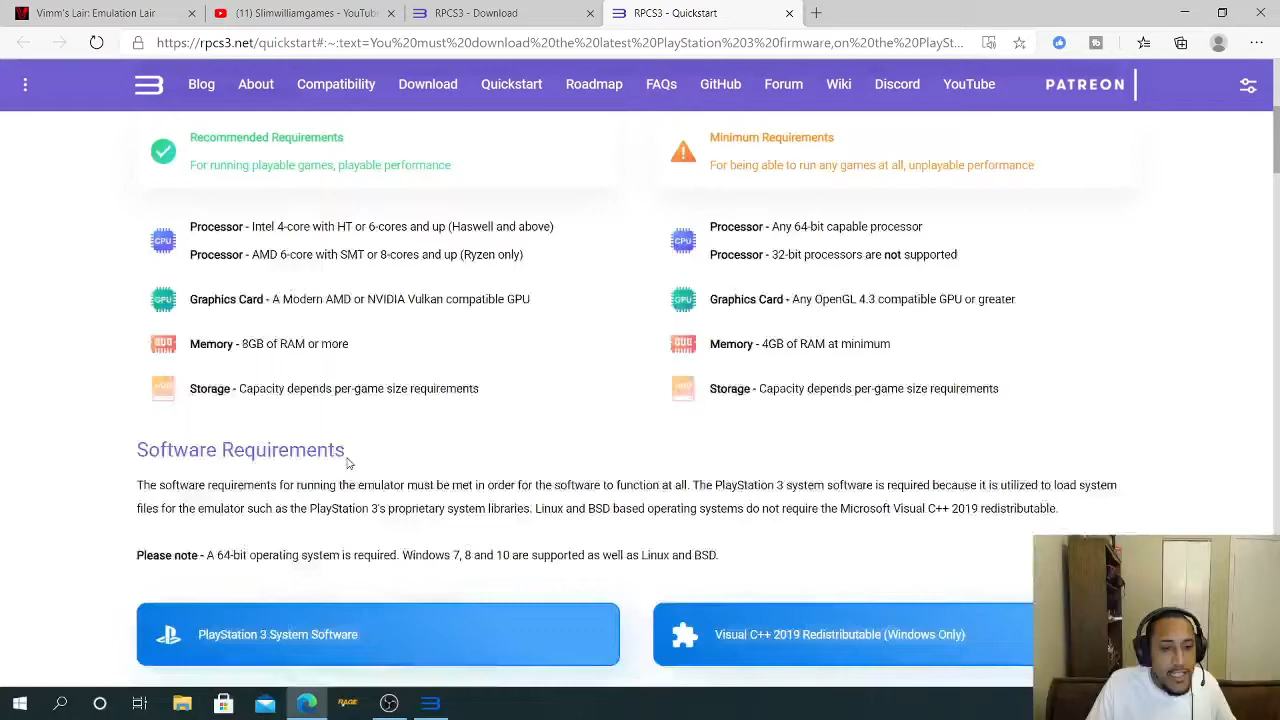 Vimm's Lair: Emulation Lair
(11) Slimwilliamgames - YouTube
RPCS3 - Download
RPCS3 - Quickstart
https://rpcs3.net/quickstart#:~:text=You%20must%20download%20the%20latest%20PlayStation%203%20firmware,on%20the%20PlaySt...
Blog
About
Compatibility
Download
Quickstart
Roadmap
FAQs
GitHub
Forum
Wiki
Discord
YouTube
PATREON
Recommended Requirements
For running playable games, playable performance
Processor - Intel 4-core with HT or 6-cores and up (Haswell and above)
Processor - AMD 6-core with SMT or 8-cores and up (Ryzen only)
Graphics Card - A Modern AMD or NVIDIA Vulkan compatible GPU
Memory - 8GB of RAM or more
Storage - Capacity depends per-game size requirements
Minimum Requirements
For being able to run any games at all, unplayable performance
Processor - Any 64-bit capable processor
Processor - 32-bit processors are not supported
Graphics Card - Any OpenGL 4.3 compatible GPU or greater
Memory - 4GB of RAM at minimum
Storage - Capacity depends per-game size requirements
CPU
GPU
CPU
GPU
Software Requirements
The software requirements for running the emulator must be met in order for the software to function at all. The PlayStation 3 system software is required because it is utilized to load system
files for the emulator such as the PlayStation 3's proprietary system libraries. Linux and BSD based operating systems do not require the Microsoft Visual C++ 2019 redistributable.
Please note - A 64-bit operating system is required. Windows 7, 8 and 10 are supported as well as Linux and BSD.
PlayStation 3 System Software
Visual C++ 2019 Redistributable (Windows Only)
RAGE